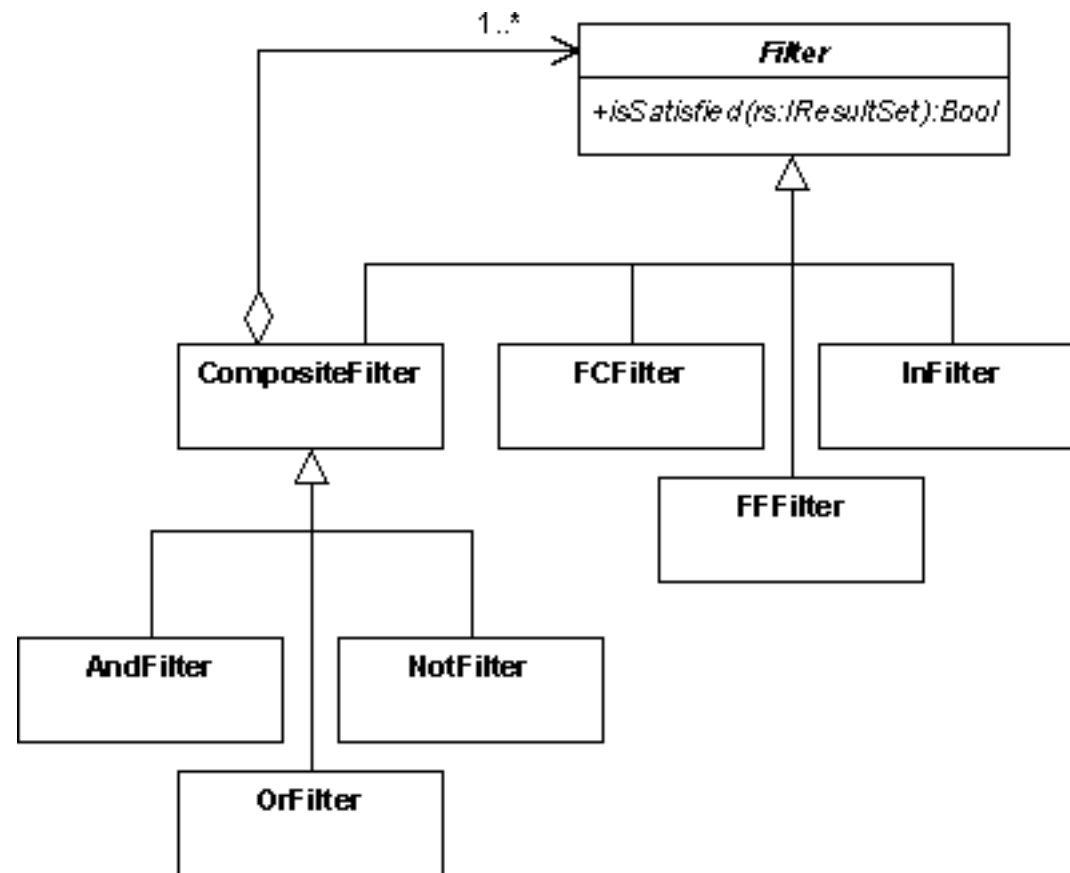 1..*
Filter
+isSatisfied(rs:IResultSet):Bool
CompositeFilter
FCFilter
InFilter
FFFilter
AndFilter
NotFilter
OrFilter